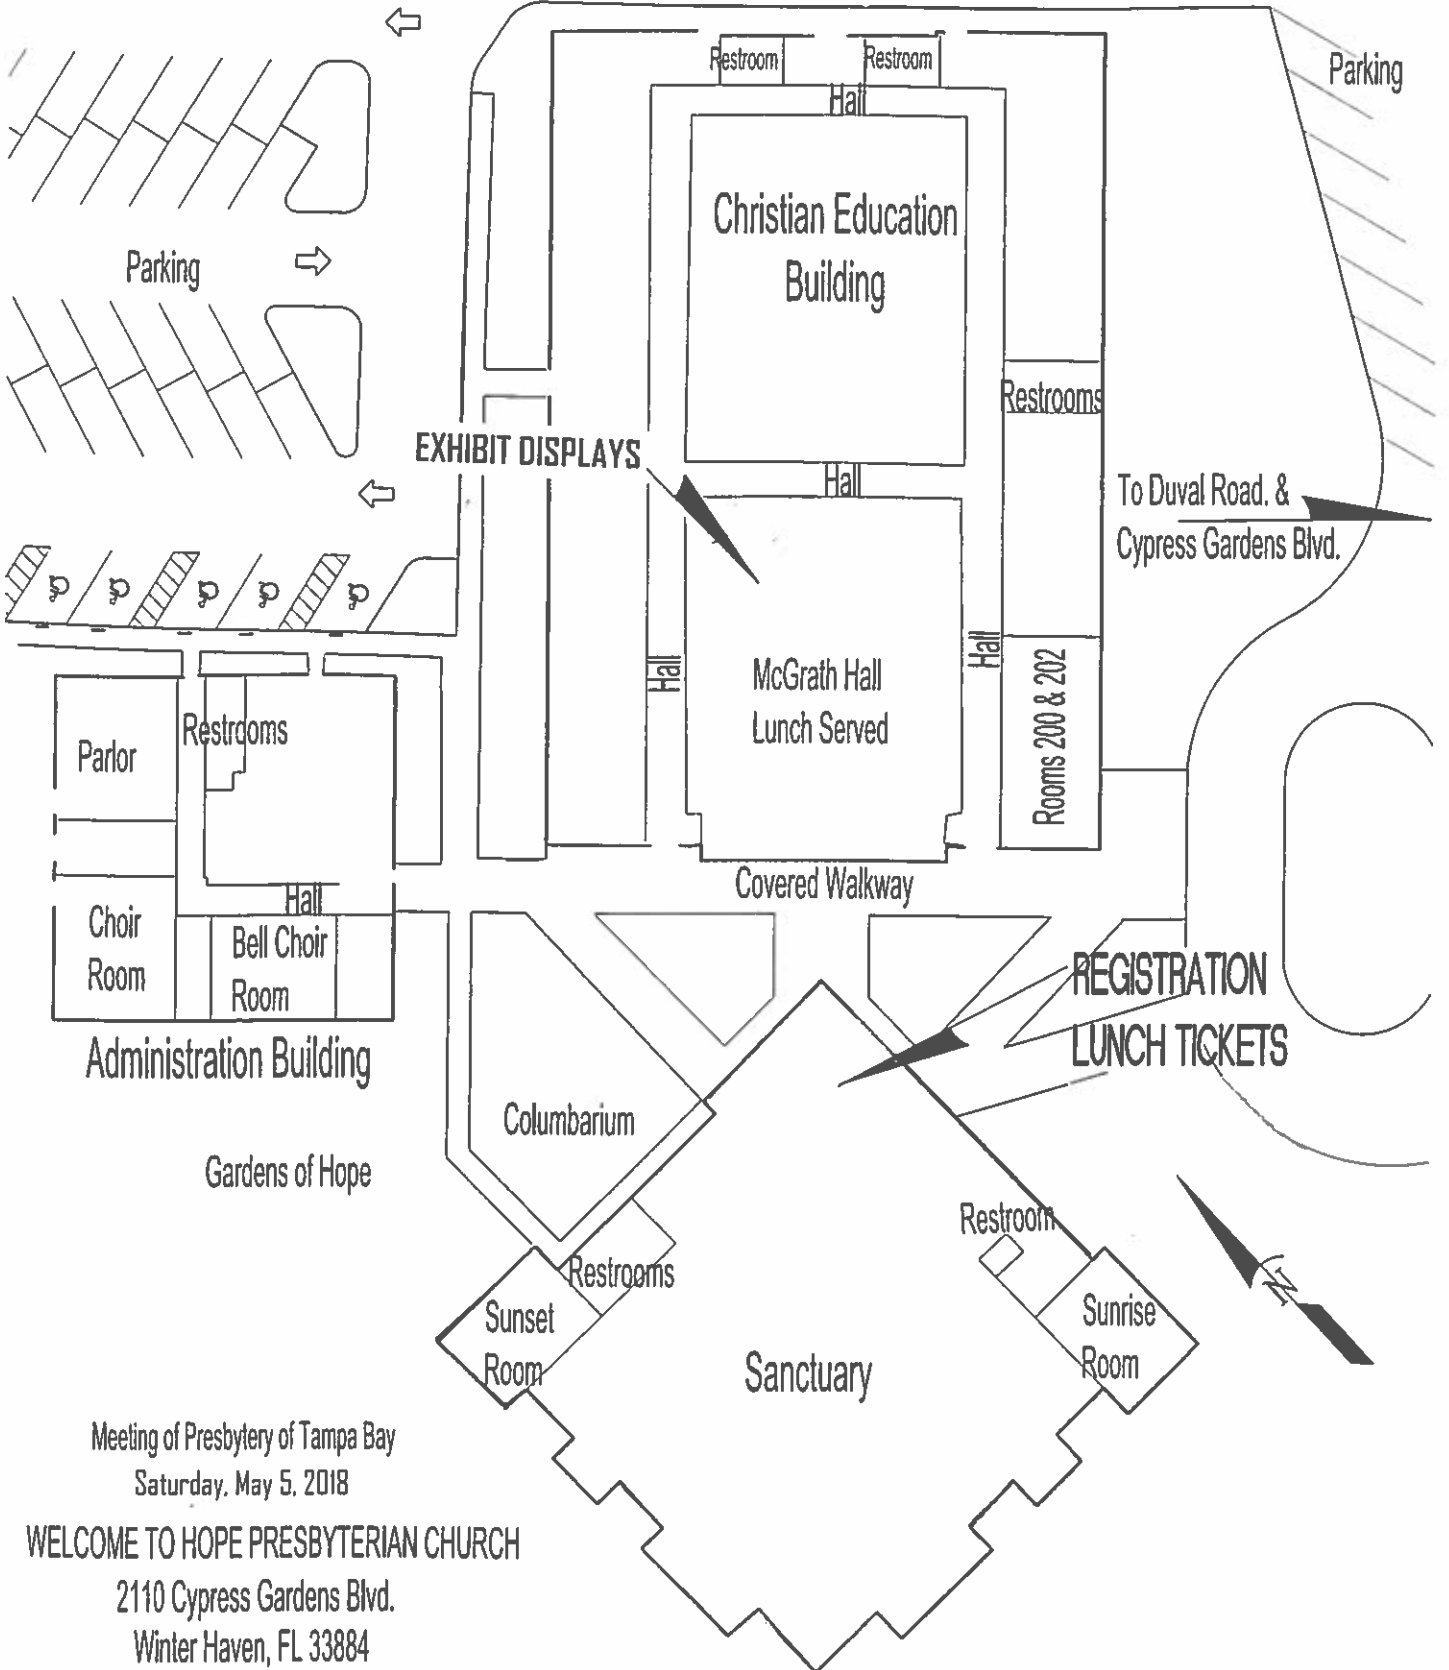 Restroom
Restroom
Parking
Hall
Christian Education
Building
Parking
Restrooms
EXHIBIT DISPLAYS
Hall
To Duval Road. &
Cypress Gardens Blvd.
Hall
Hall
McGrath Hall
Lunch Served
Rooms 200 & 202
Restrooms
Parlor
Covered Walkway
Hall
Choir
Room
Bell Choir
Room
REGISTRATION
LUNCH TICKETS
Administration Building
Columbarium
Gardens of Hope
Restroom
Restrooms
N
Sunset
Room
Sunrise
Room
Sanctuary
Meeting of Presbytery of Tampa Bay
Saturday, May 5, 2018
WELCOME TO HOPE PRESBYTERIAN CHURCH
2110 Cypress Gardens Blvd.
Winter Haven, FL 33884